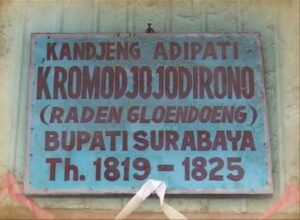 KANDJENG ADIPATI
KROMODJOJODIRONO
(RADEN GLOENDOENG)
BUPATI SURABAYA
Th. 1819 - 1825